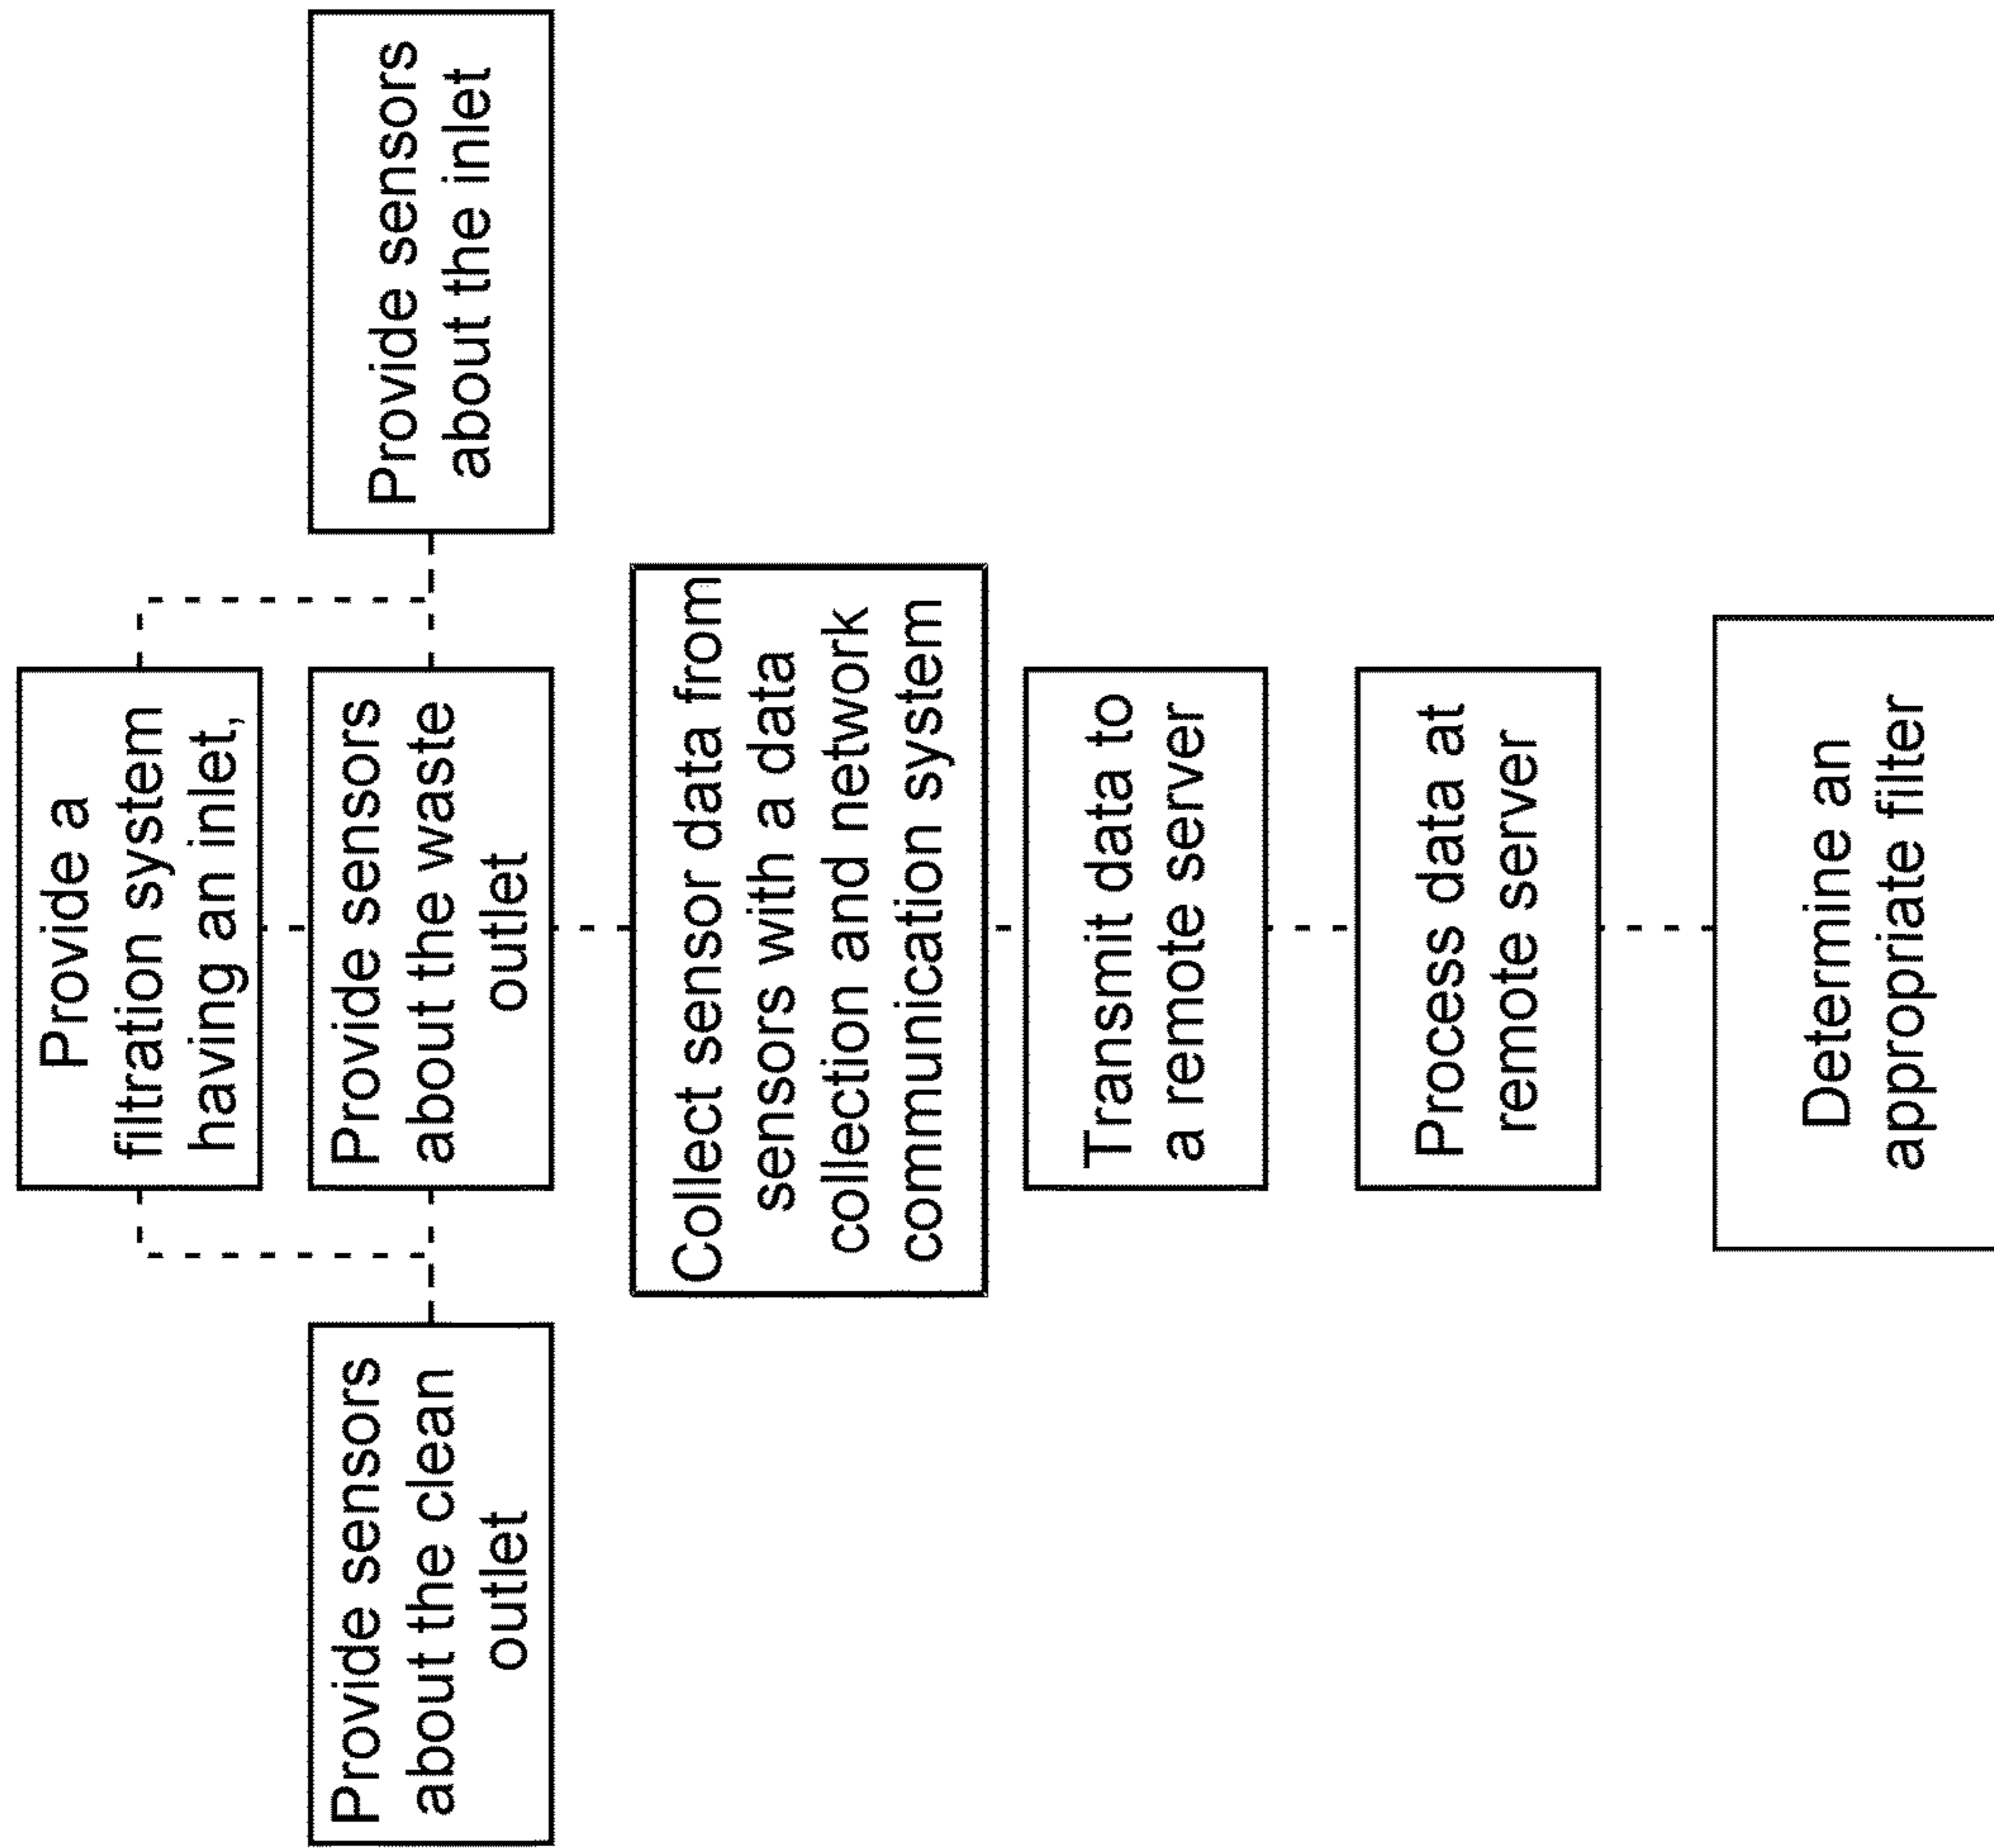 Provide a
filtration system
having an inlet,
Provide sensors
about the clean
outlet
Provide sensors
about the waste
outlet
Provide sensors
about the inlet
Collect sensor data from
sensors with a data
collection and network
communication system
Transmit data to
a remote server
Process data at
remote server
Determine an
appropriate filter